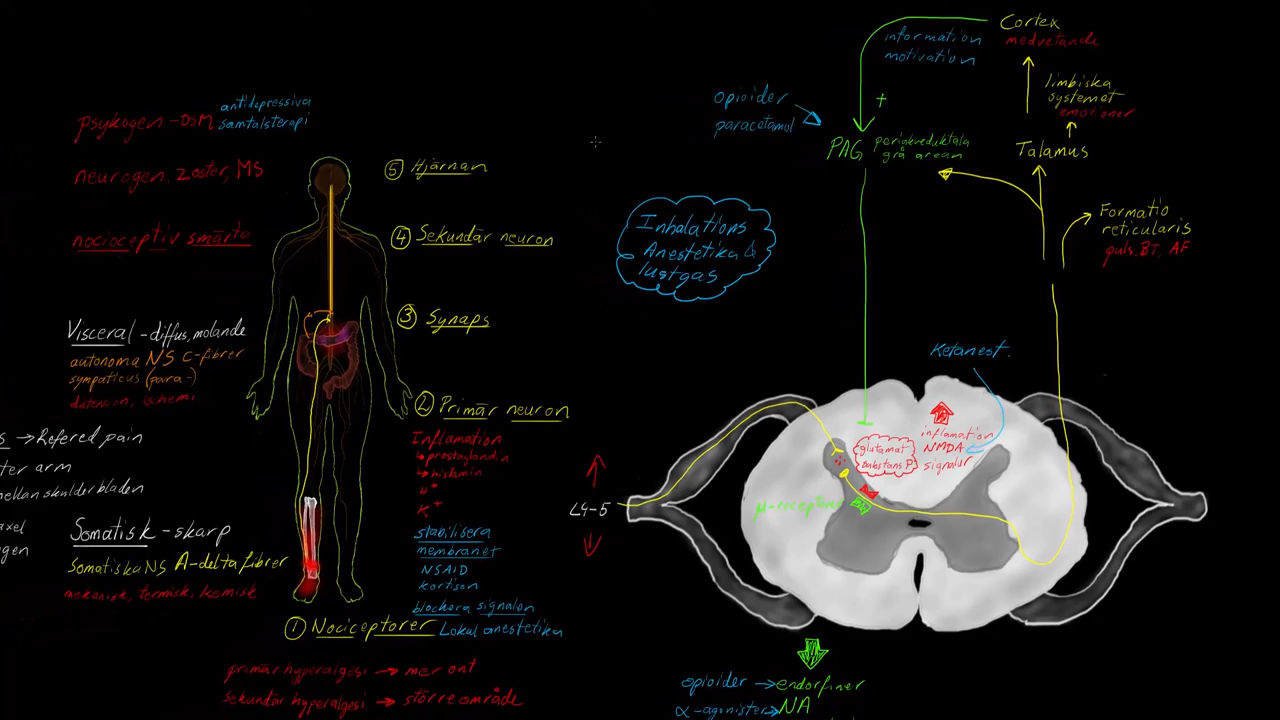 psykogen - DSM
antidepressiva
samtalsterapi
neurogen, zoster, MS
nocioceptiv smärta
Visceral - diffus, molande
autonoma NS C-fibrer
sympaticus (para-)
distension, ischemi
→ Refered pain
ter arm
mellan skulderbladen
axel
gen
Somatisk - skarp
Somatiska NS A-delta fibrer
mekanisk, termisk, kemisk
⑤ Hjärnan
④ Sekundär neuron
③ Synaps
② Primär neuron
Inflamation
↳ prostaglandin
↳ histamin
H⁺
K⁺
stabilisera
membranet
NSAID
kortison
blockera signalen
Lokal anestetika
① Nociceptorer
primär hyperalgesi → mer ont
sekundär hyperalgesi → större område
Cortex
medvetande
information
motivation
limbiska
systemet
emotioner
opioider
paracetamol
+
PAG periakveduktala
grå arean
Talamus
Formatio
reticularis
puls, BT, AF
Inhalations
Anestetika &
lustgas
Ketanest.
inflamation
NMDA
signaler
glutamat
substans P
L4-5
μ-receptorer
opioider → endorfiner
α-agonister → NA